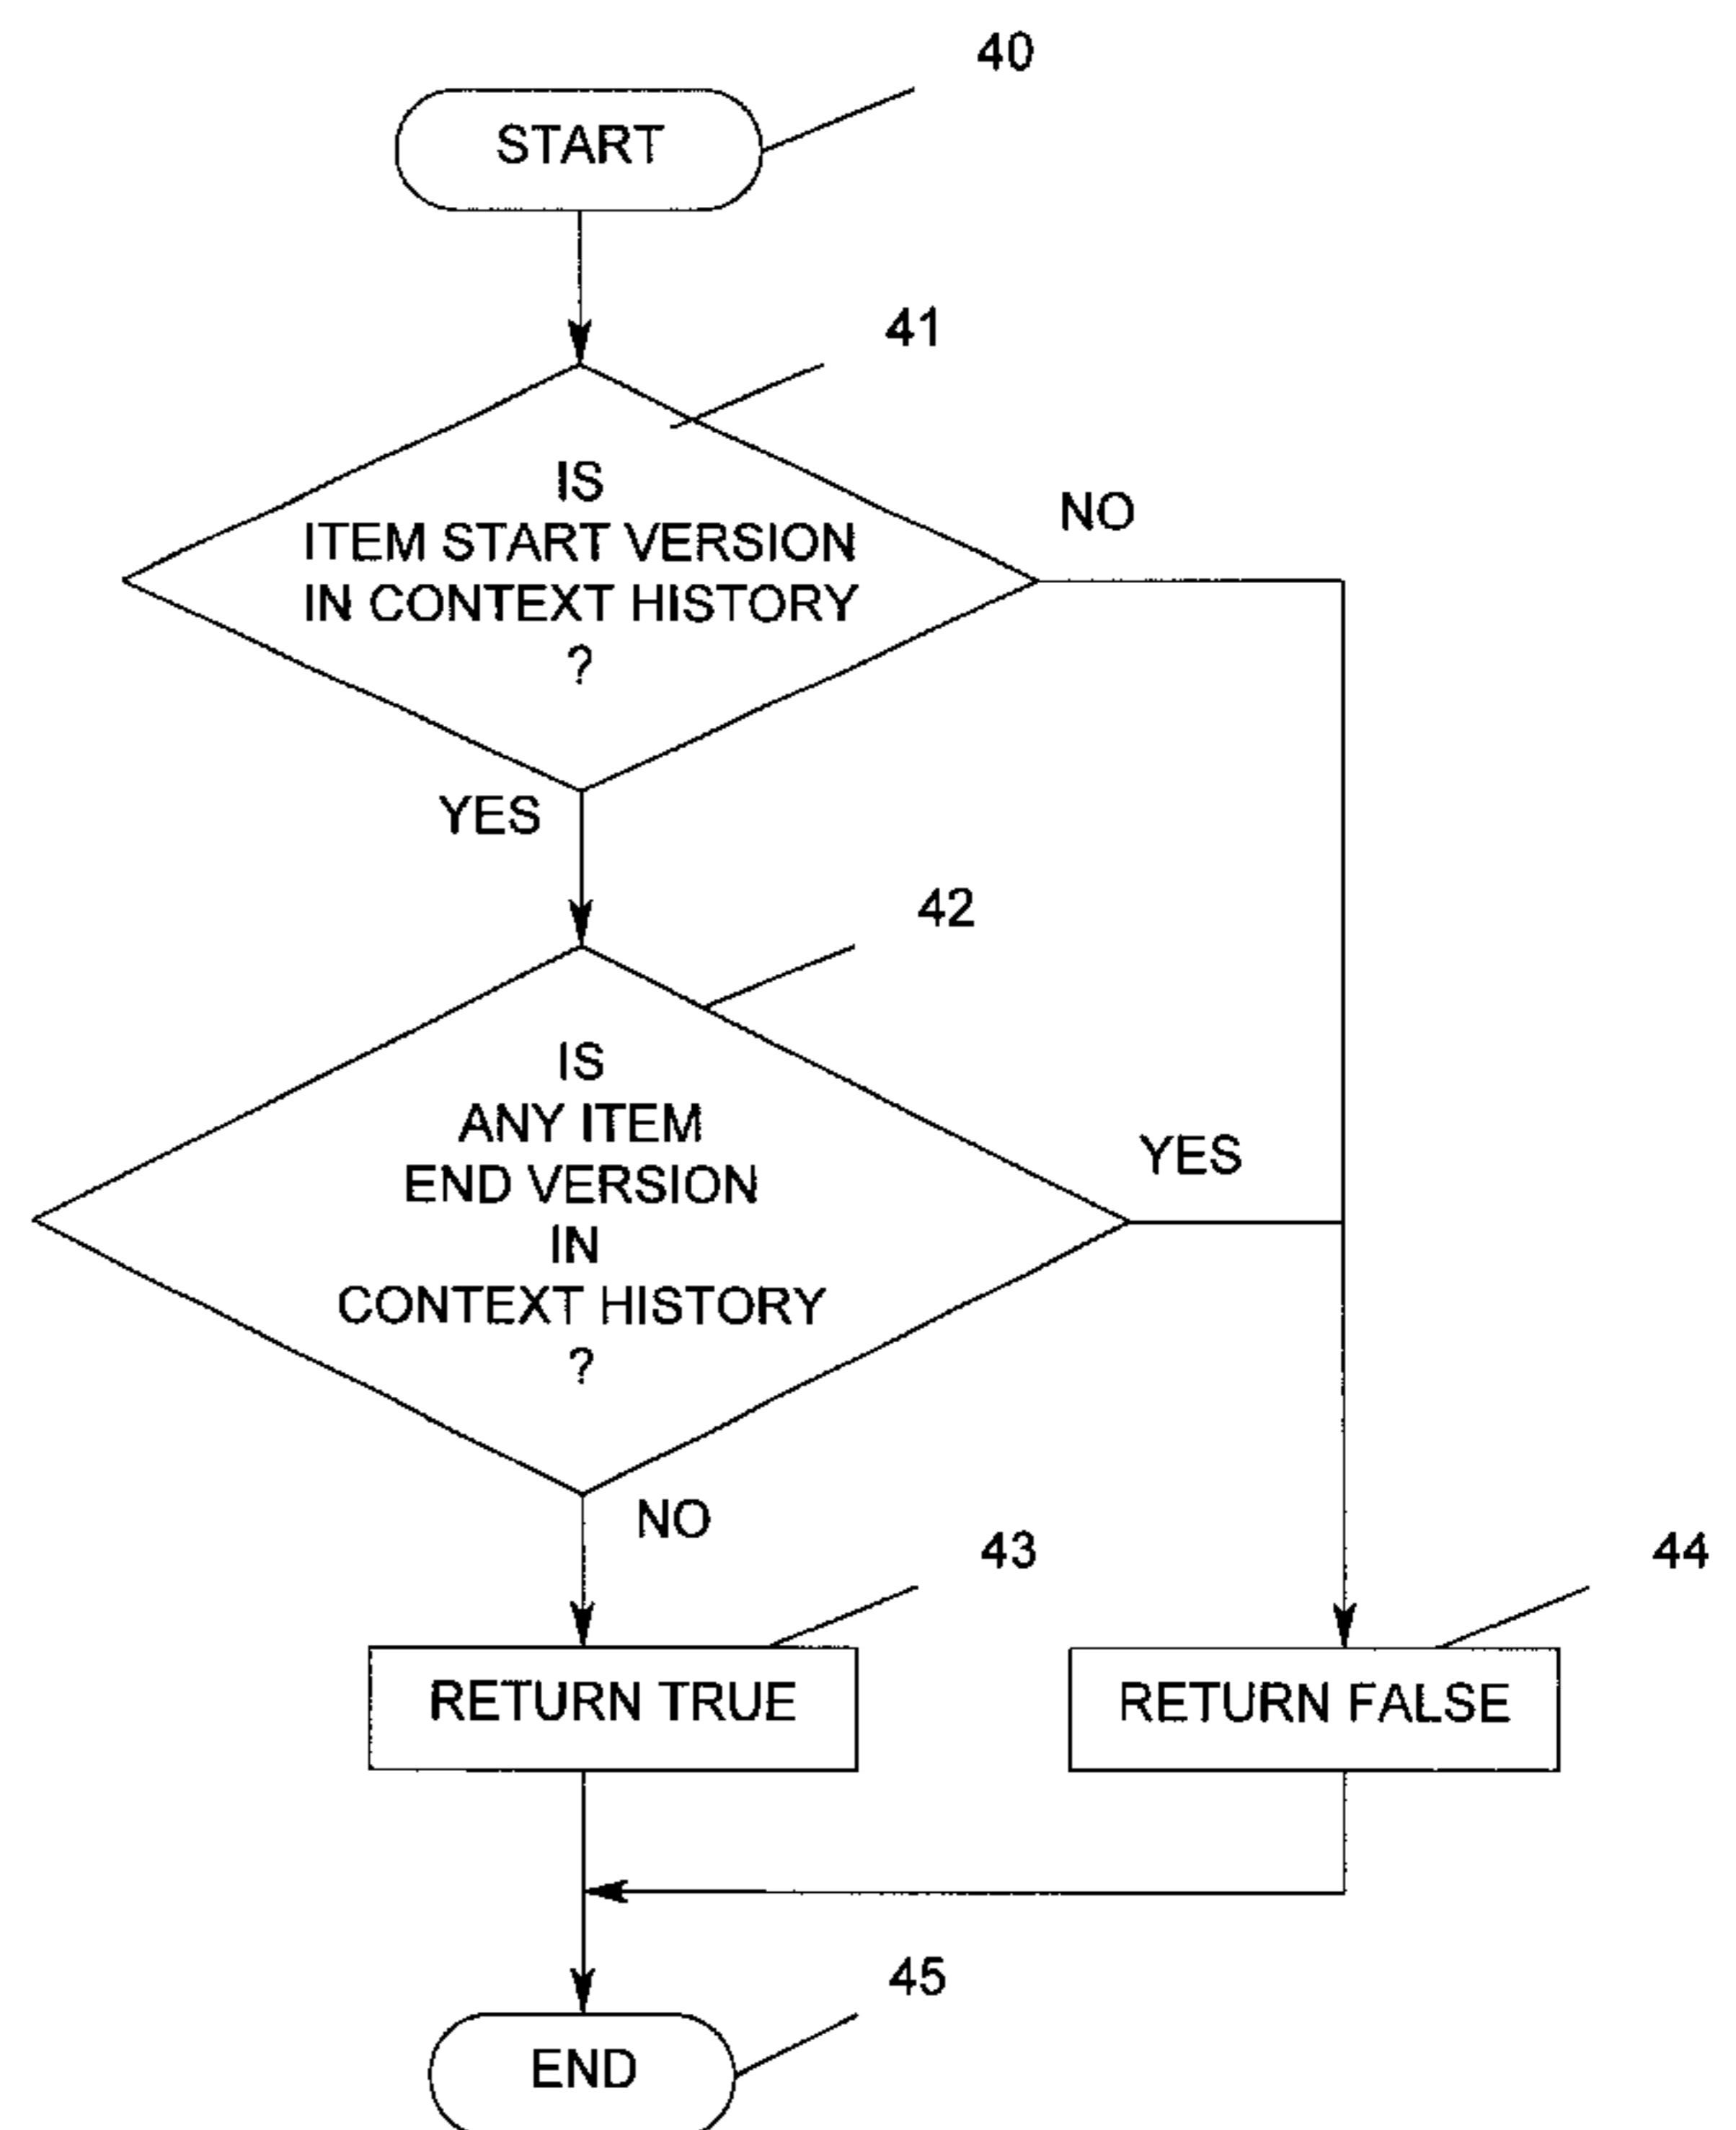 40
START
41
IS
ITEM START VERSION
IN CONTEXT HISTORY
?
NO
YES
42
IS
ANY ITEM
END VERSION
IN
CONTEXT HISTORY
?
YES
NO
43
44
RETURN TRUE
RETURN FALSE
45
END